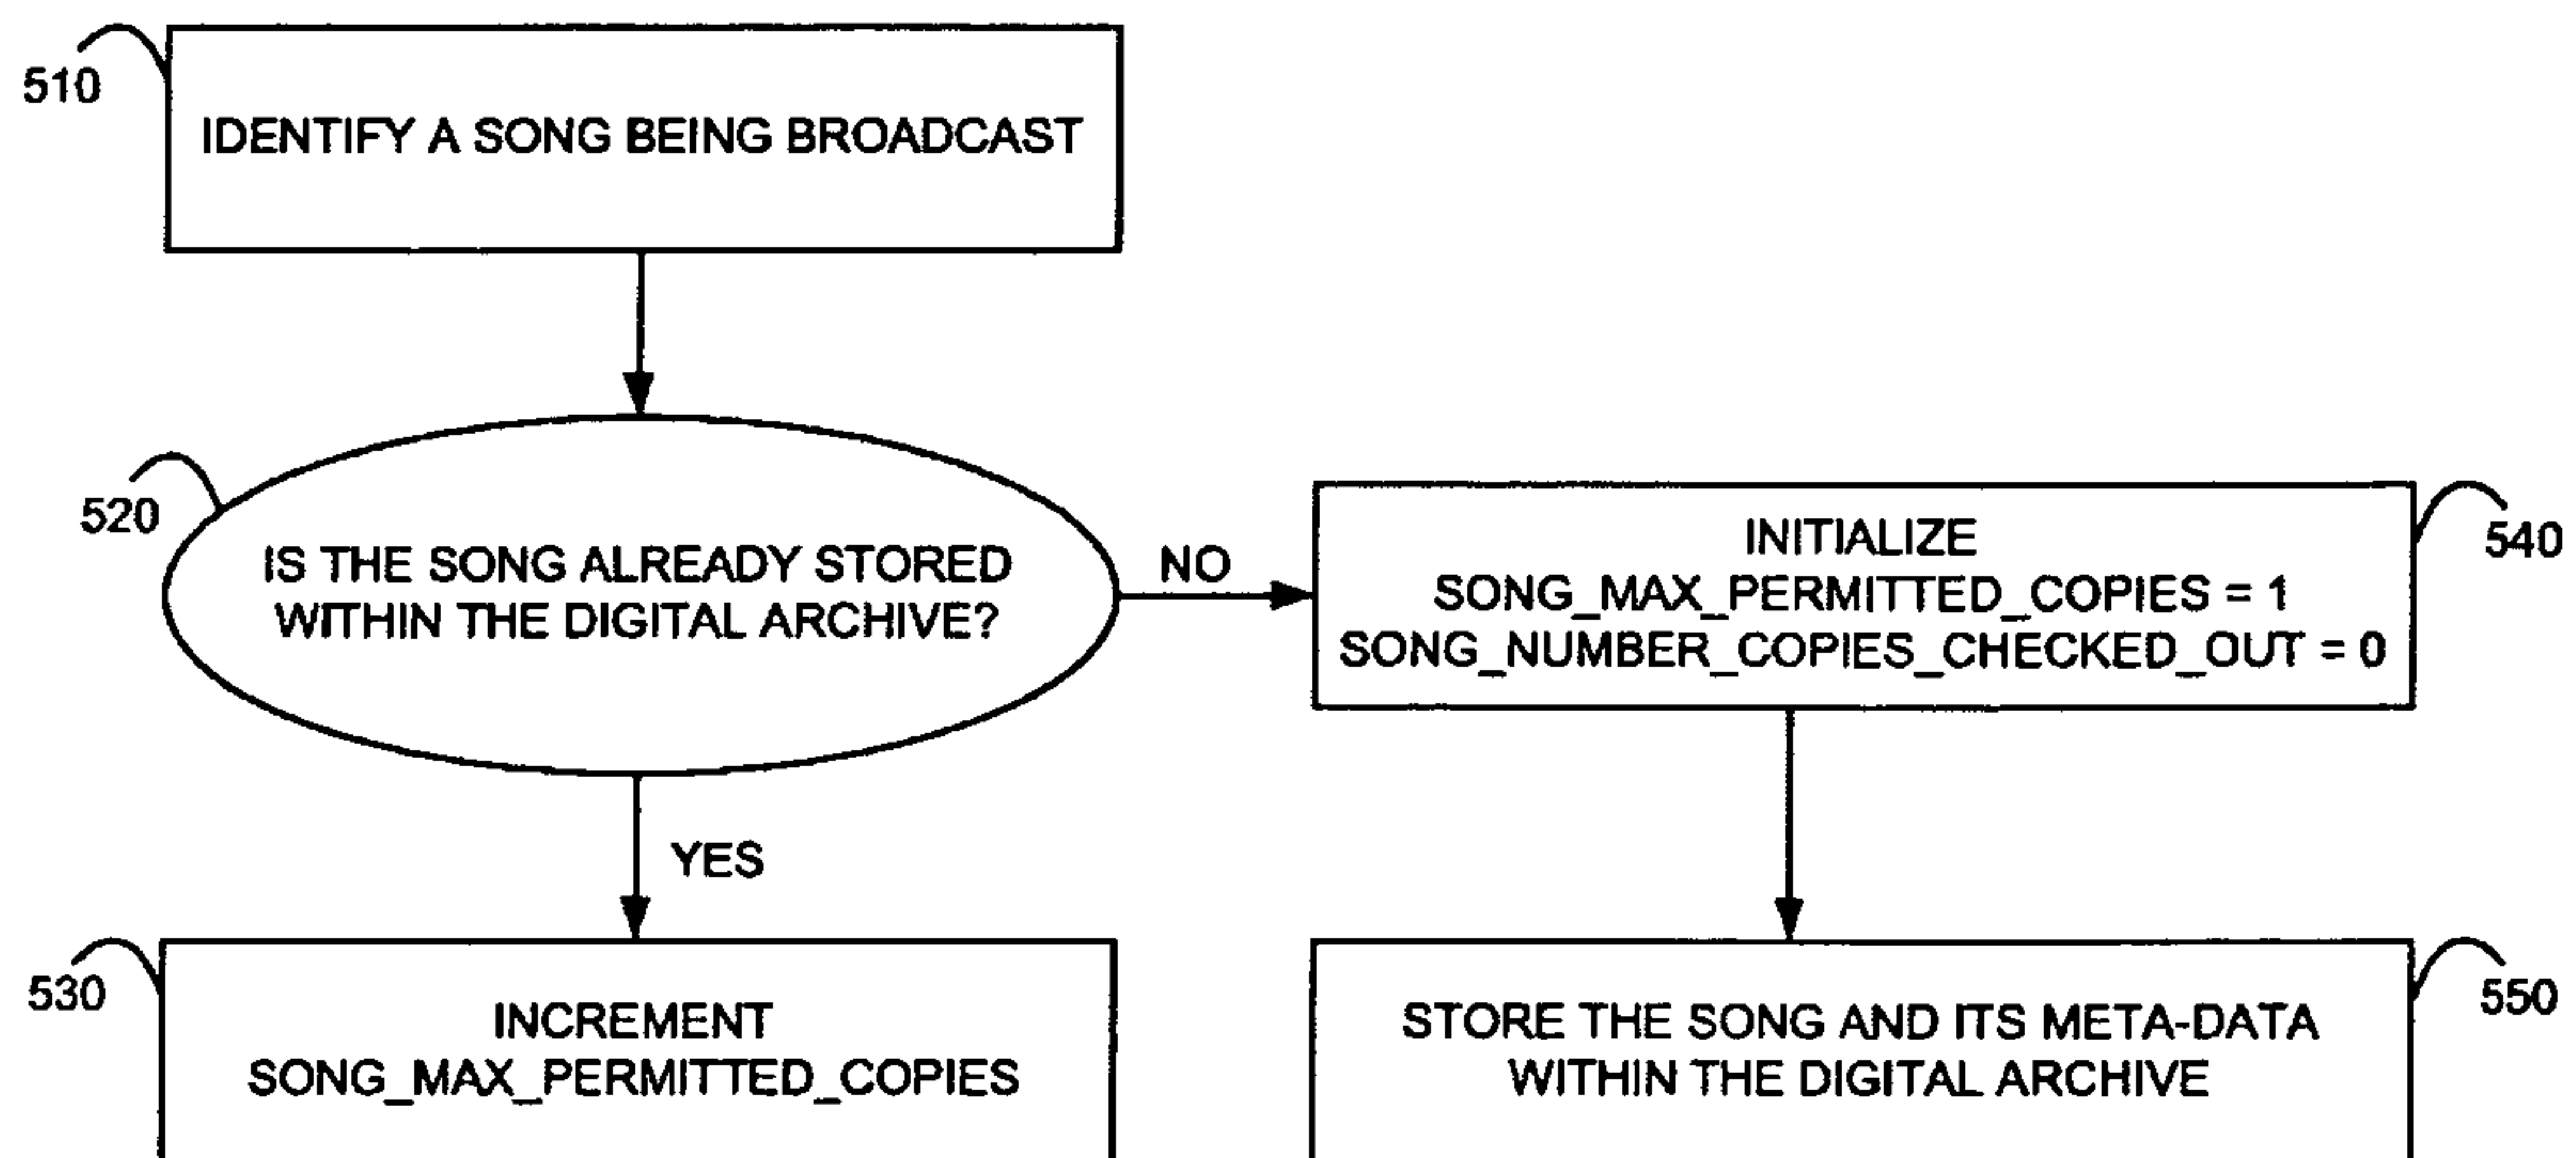 510
IDENTIFY A SONG BEING BROADCAST
520
IS THE SONG ALREADY STORED
WITHIN THE DIGITAL ARCHIVE?
NO
INITIALIZE
SONG_MAX_PERMITTED_COPIES = 1
SONG_NUMBER_COPIES_CHECKED_OUT = 0
540
YES
530
INCREMENT
SONG_MAX_PERMITTED_COPIES
STORE THE SONG AND ITS META-DATA
WITHIN THE DIGITAL ARCHIVE
550